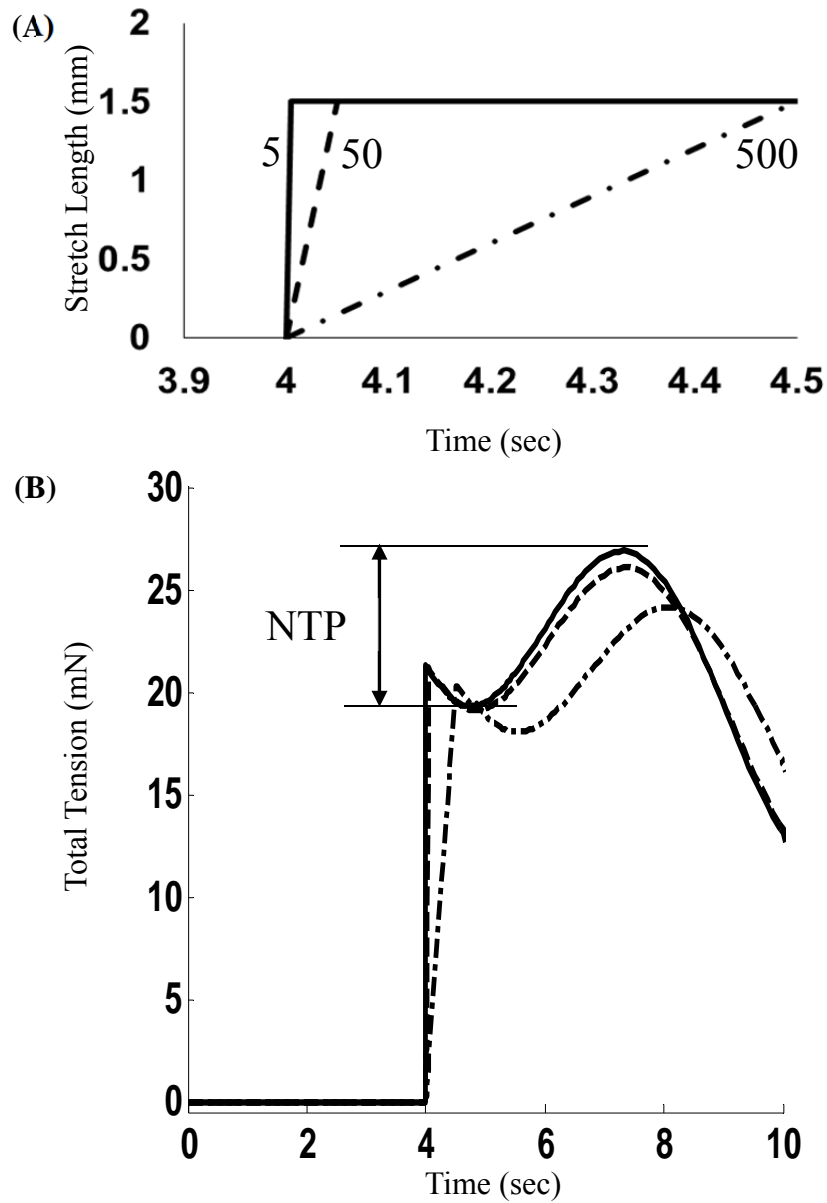 (A)
2
1.5
1
0.5
0
Stretch Length (mm)
5 50 500
3.9 4 4.1 4.2 4.3 4.4 4.5
Time (sec)
(B)
30
25
20
15
10
5
0
Total Tension (mN)
NTP
0 2 4 6 8 10
Time (sec)